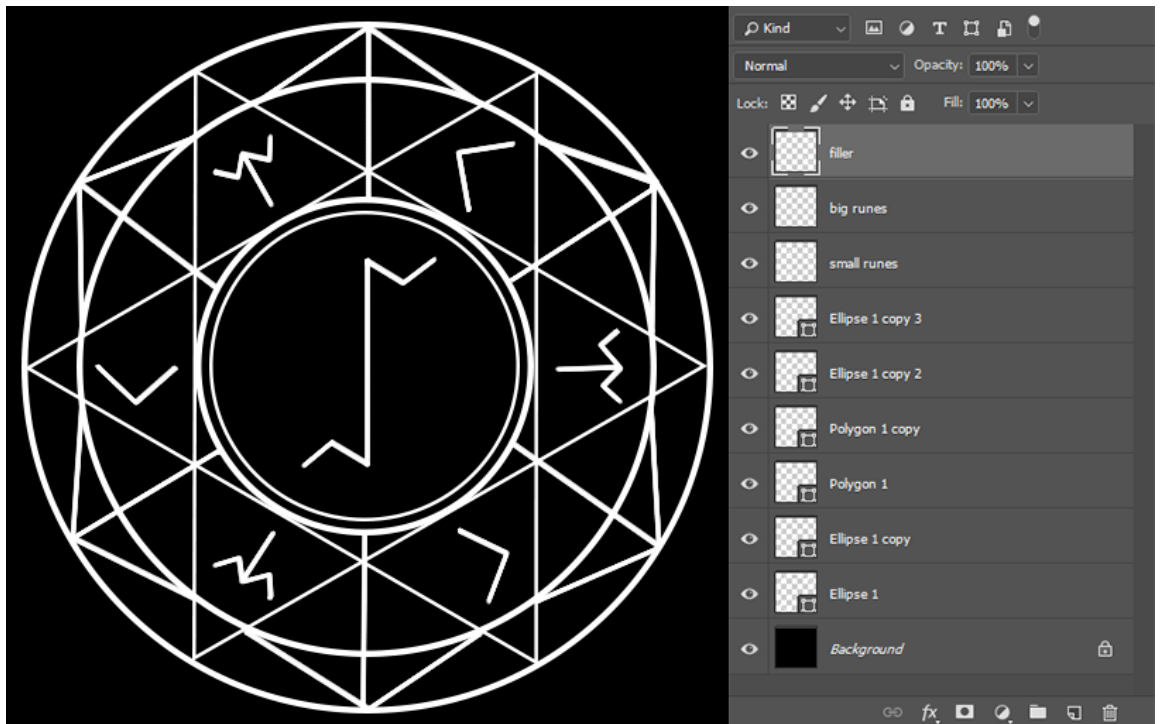 Kind
Normal Opacity: 100%
Lock: Fill: 100%
filler
big runes
small runes
Ellipse 1 copy 3
Ellipse 1 copy 2
Polygon 1 copy
Polygon 1
Ellipse 1 copy
Ellipse 1
Background
fx